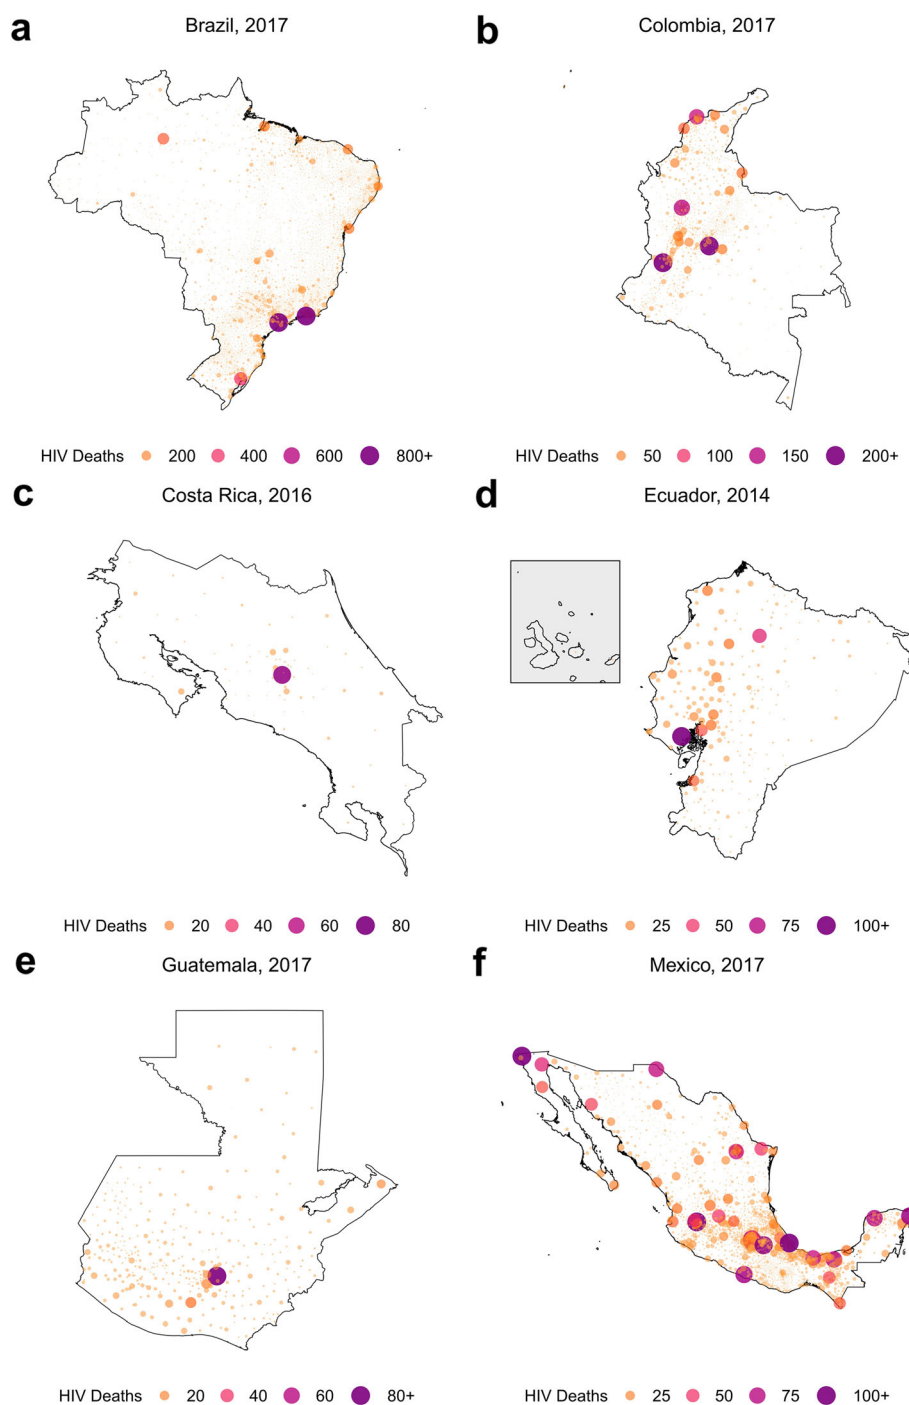 a
Brazil, 2017
b
Colombia, 2017
HIV Deaths 200 400 600 800+
HIV Deaths 50 100 150 200+
c
Costa Rica, 2016
d
Ecuador, 2014
HIV Deaths 20 40 60 80
HIV Deaths 25 50 75 100+
e
Guatemala, 2017
f
Mexico, 2017
HIV Deaths 20 40 60 80+
HIV Deaths 25 50 75 100+